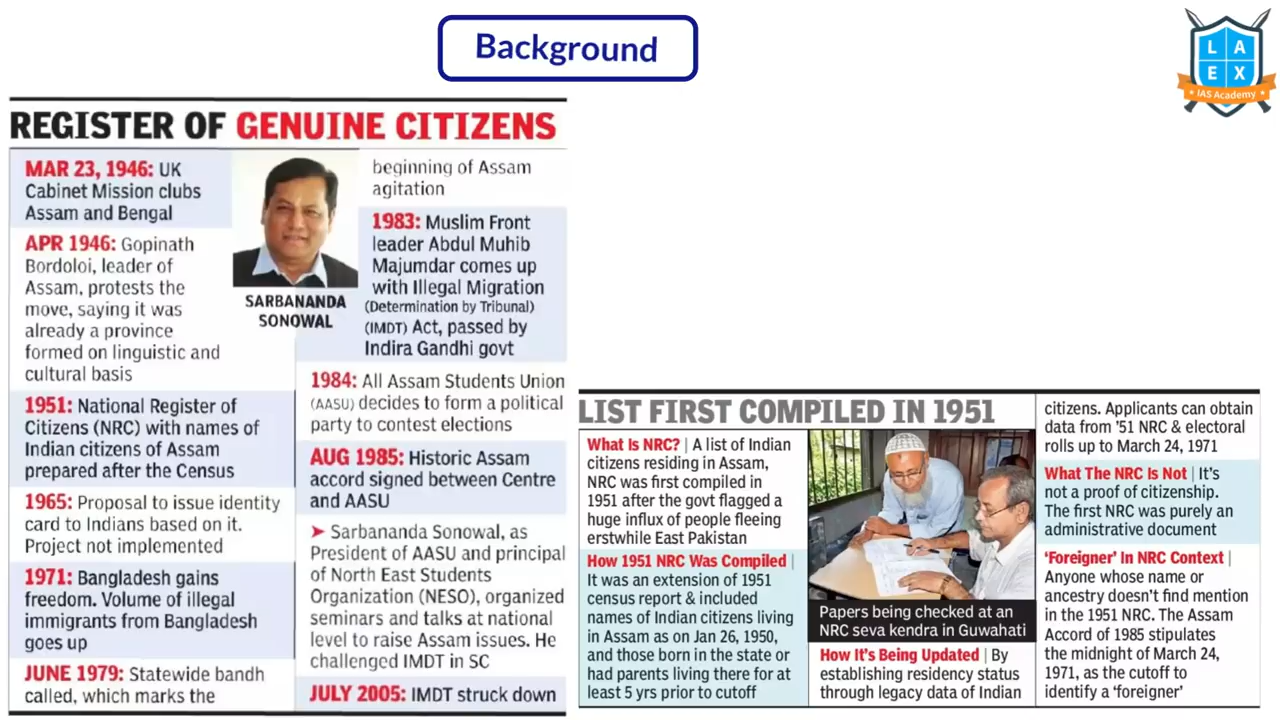 Background
L A
E X
IAS Academy
REGISTER OF GENUINE CITIZENS
MAR 23, 1946: UK
Cabinet Mission clubs
Assam and Bengal
APR 1946: Gopinath
Bordoloi, leader of
Assam, protests the
move, saying it was
already a province
formed on linguistic and
cultural basis
1951: National Register of
Citizens (NRC) with names of
Indian citizens of Assam
prepared after the Census
1965: Proposal to issue identity
card to Indians based on it.
Project not implemented
1971: Bangladesh gains
freedom. Volume of illegal
immigrants from Bangladesh
goes up
JUNE 1979: Statewide bandh
called, which marks the
SARBANANDA
SONOWAL
beginning of Assam
agitation
1983: Muslim Front
leader Abdul Muhib
Majumdar comes up
with Illegal Migration
(Determination by Tribunal)
(IMDT) Act, passed by
Indira Gandhi govt
1984: All Assam Students Union
(AASU) decides to form a political
party to contest elections
AUG 1985: Historic Assam
accord signed between Centre
and AASU
➤ Sarbananda Sonowal, as
President of AASU and principal
of North East Students
Organization (NESO), organized
seminars and talks at national
level to raise Assam issues. He
challenged IMDT in SC
JULY 2005: IMDT struck down
LIST FIRST COMPILED IN 1951
What Is NRC? | A list of Indian
citizens residing in Assam,
NRC was first compiled in
1951 after the govt flagged a
huge influx of people fleeing
erstwhile East Pakistan
How 1951 NRC Was Compiled |
It was an extension of 1951
census report & included
names of Indian citizens living
in Assam as on Jan 26, 1950,
and those born in the state or
had parents living there for at
least 5 yrs prior to cutoff
Papers being checked at an
NRC seva kendra in Guwahati
How It's Being Updated | By
establishing residency status
through legacy data of Indian
citizens. Applicants can obtain
data from '51 NRC & electoral
rolls up to March 24, 1971
What The NRC Is Not | It's
not a proof of citizenship.
The first NRC was purely an
administrative document
'Foreigner' In NRC Context |
Anyone whose name or
ancestry doesn't find mention
in the 1951 NRC. The Assam
Accord of 1985 stipulates
the midnight of March 24,
1971, as the cutoff to
identify a 'foreigner'